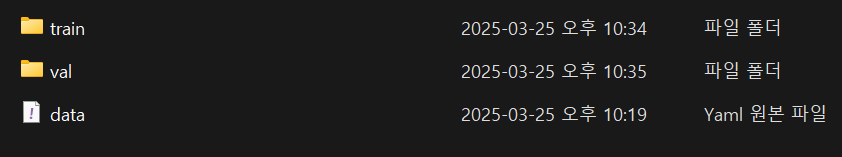 train 2025-03-25 오후 10:34 파일 폴더
val 2025-03-25 오후 10:35 파일 폴더
data 2025-03-25 오후 10:19 Yaml 원본 파일